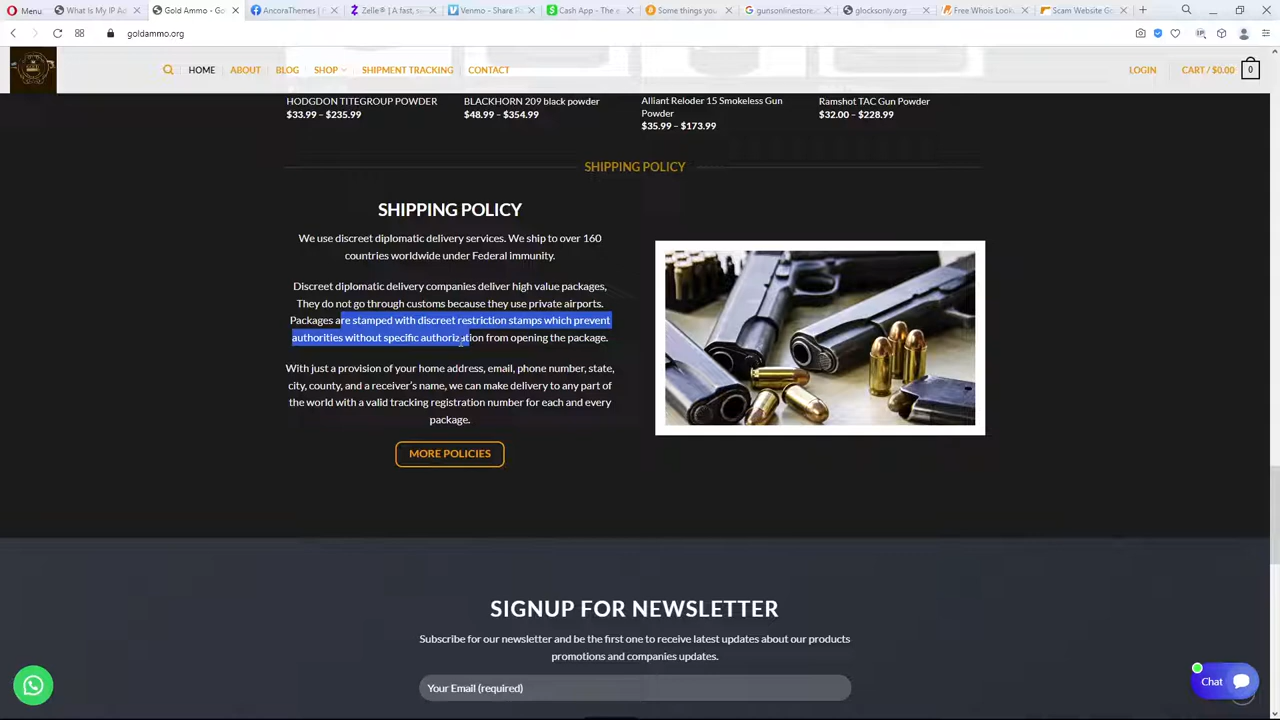 Menu
What Is My IP Ad
Gold Ammo - Go
AncoraThemes | H
Zelle® | A fast, s
Venmo - Share P
Cash App - The e
Some things you
gunsonlinestore.
glocksonly.org
Free Whois Look
Scam Website Ge
goldammo.org
HOME ABOUT BLOG SHOP SHIPMENT TRACKING CONTACT LOGIN CART / $0.00 0
HODGDON TITEGROUP POWDER
$33.99 – $235.99
BLACKHORN 209 black powder
$48.99 – $354.99
Alliant Reloder 15 Smokeless Gun
Powder
$35.99 – $173.99
Ramshot TAC Gun Powder
$32.00 – $228.99
SHIPPING POLICY
SHIPPING POLICY
We use discreet diplomatic delivery services. We ship to over 160
countries worldwide under Federal immunity.
Discreet diplomatic delivery companies deliver high value packages,
They do not go through customs because they use private airports.
Packages are stamped with discreet restriction stamps which prevent
authorities without specific authorization from opening the package.
With just a provision of your home address, email, phone number, state,
city, county, and a receiver's name, we can make delivery to any part of
the world with a valid tracking registration number for each and every
package.
MORE POLICIES
SIGNUP FOR NEWSLETTER
Subscribe for our newsletter and be the first one to receive latest updates about our products
promotions and companies updates.
Your Email (required)
Chat